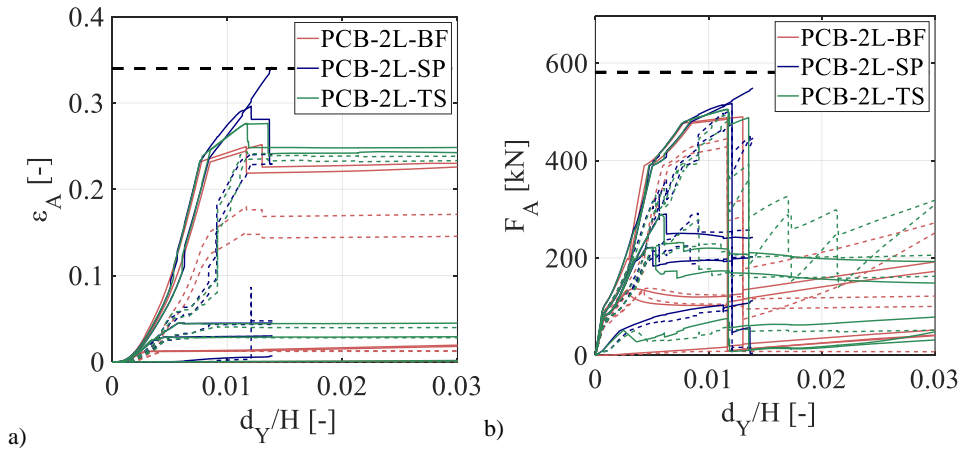 0.4
0.3
0.2
0.1
0
ε_A [-]
PCB-2L-BF
PCB-2L-SP
PCB-2L-TS
0 0.01 0.02 0.03
d_Y/H [-]
a)
600
400
200
0
F_A [kN]
PCB-2L-BF
PCB-2L-SP
PCB-2L-TS
0 0.01 0.02 0.03
d_Y/H [-]
b)